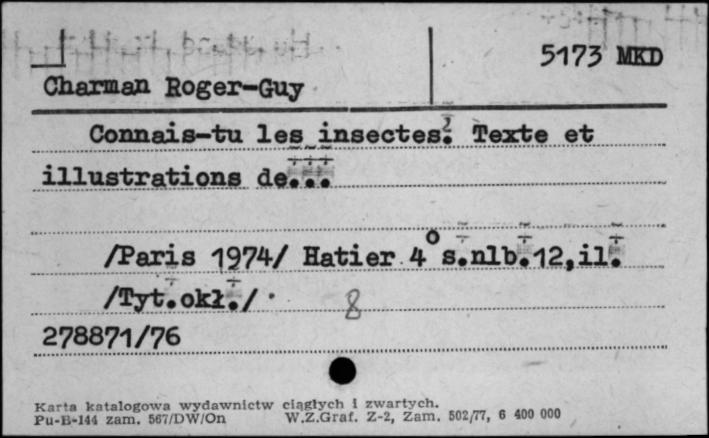 5173 MKD
Charman Roger-Guy
Connais-tu les insectes? Texte et
illustrations de...
/Paris 1974/ Hatier 4° s.nlb.12,il.
/Tyt.okł./.
8
278871/76
Karta katalogowa wydawnictw ciągłych i zwartych.
Pu-B-144 zam. 567/DW/On W.Z.Graf. Z-2, Zam. 502/77, 6 400 000